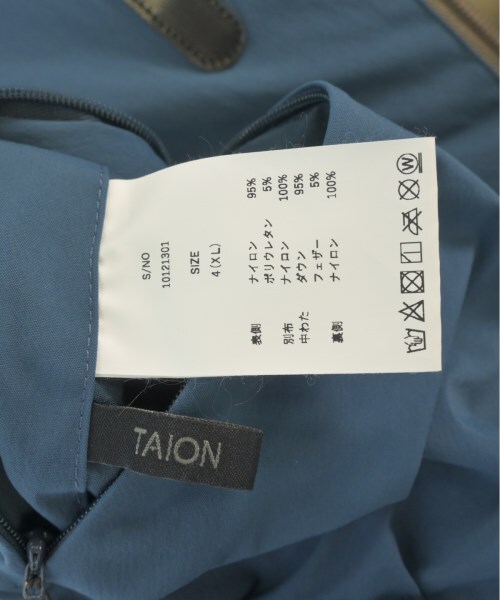 S/NO
10121301
SIZE
4(XL)
表側 ナイロン 95%
ポリウレタン 5%
別布 ナイロン 100%
中わた ダウン 95%
フェザー 5%
裏側 ナイロン 100%
W
TAION